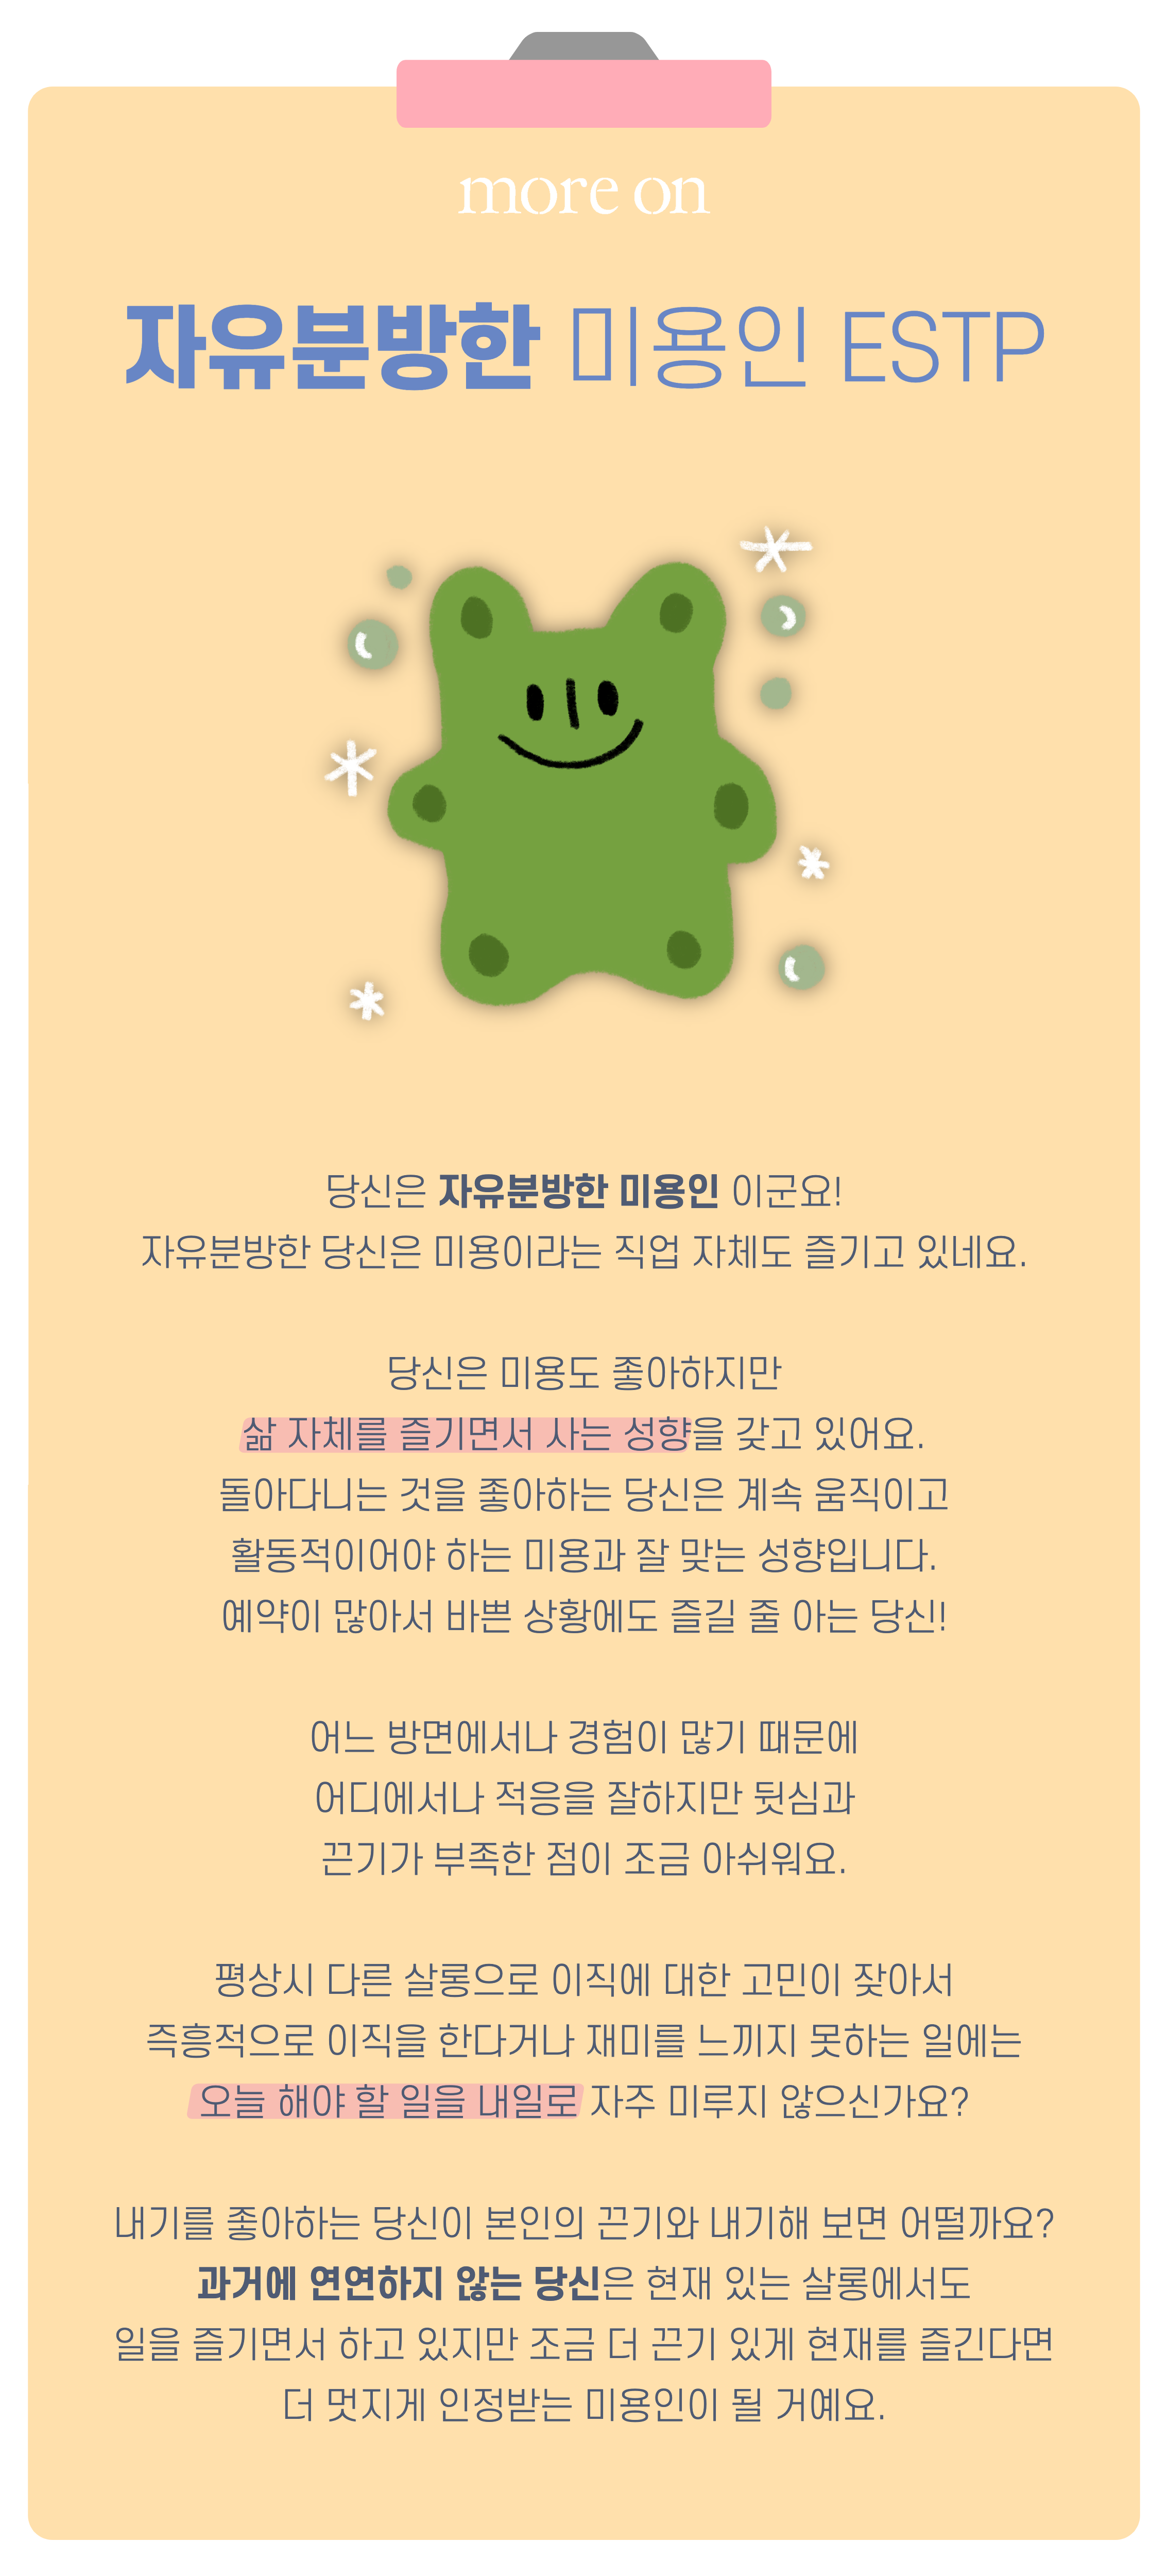 more on
자유분방한 미용인 ESTP
당신은 자유분방한 미용인 이군요!
자유분방한 당신은 미용이라는 직업 자체도 즐기고 있네요.
당신은 미용도 좋아하지만
삶 자체를 즐기면서 사는 성향을 갖고 있어요.
돌아다니는 것을 좋아하는 당신은 계속 움직이고
활동적이어야 하는 미용과 잘 맞는 성향입니다.
예약이 많아서 바쁜 상황에도 즐길 줄 아는 당신!
어느 방면에서나 경험이 많기 때문에
어디에서나 적응을 잘하지만 뒷심과
끈기가 부족한 점이 조금 아쉬워요.
평상시 다른 살롱으로 이직에 대한 고민이 잦아서
즉흥적으로 이직을 한다거나 재미를 느끼지 못하는 일에는
오늘 해야 할 일을 내일로 자주 미루지 않으신가요?
내기를 좋아하는 당신이 본인의 끈기와 내기해 보면 어떨까요?
과거에 연연하지 않는 당신은 현재 있는 살롱에서도
일을 즐기면서 하고 있지만 조금 더 끈기 있게 현재를 즐긴다면
더 멋지게 인정받는 미용인이 될 거예요.